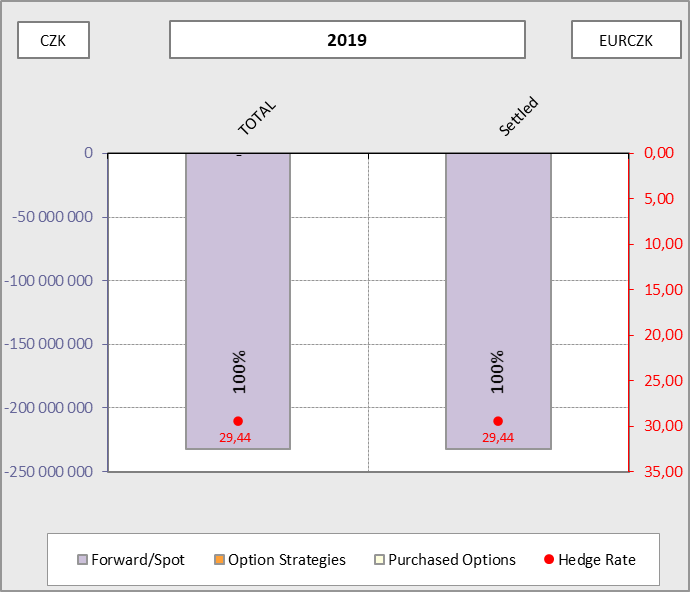 CZK
2019
EURCZK
TOTAL
Settled
0
-50 000 000
-100 000 000
-150 000 000
-200 000 000
-250 000 000
0,00
5,00
10,00
15,00
20,00
25,00
30,00
35,00
-
100%
100%
29,44
29,44
Forward/Spot
Option Strategies
Purchased Options
Hedge Rate